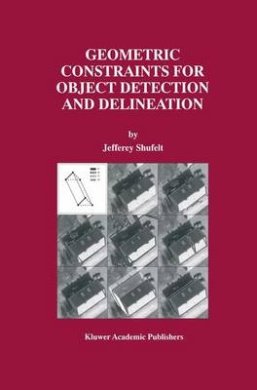 GEOMETRIC
CONSTRAINTS FOR
OBJECT DETECTION
AND DELINEATION
by
Jefferey Shufelt
Kluwer Academic Publishers